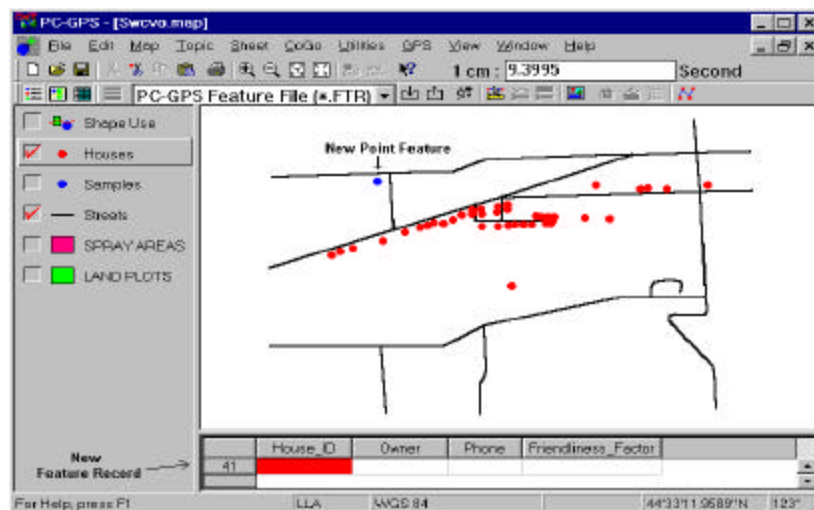 PC-GPS - [Swcvo.map]
File Edit Map Topic Sheet CoGo Utilities GPS View Window Help
1 cm : 9.3995 Second
PC-GPS Feature File (*.FTR)
Shape Use
Houses
Samples
Streets
SPRAY AREAS
LAND PLOTS
New Point Feature
New
Feature Record
House_ID Owner Phone Friendliness_Factor
41
For Help, press F1 LLA WGS 84 44°33'11.9589"N 123°